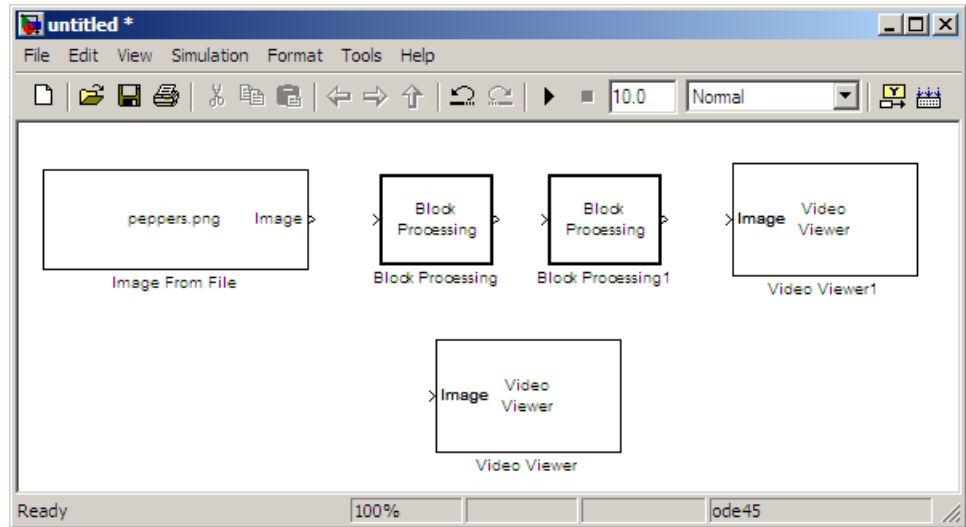 untitled *
File Edit View Simulation Format Tools Help
10.0 Normal
peppers.png Image
Image From File
Block
Processing
Block Processing
Block
Processing
Block Processing1
Image Video
Viewer
Video Viewer1
Image Video
Viewer
Video Viewer
Ready 100% ode45